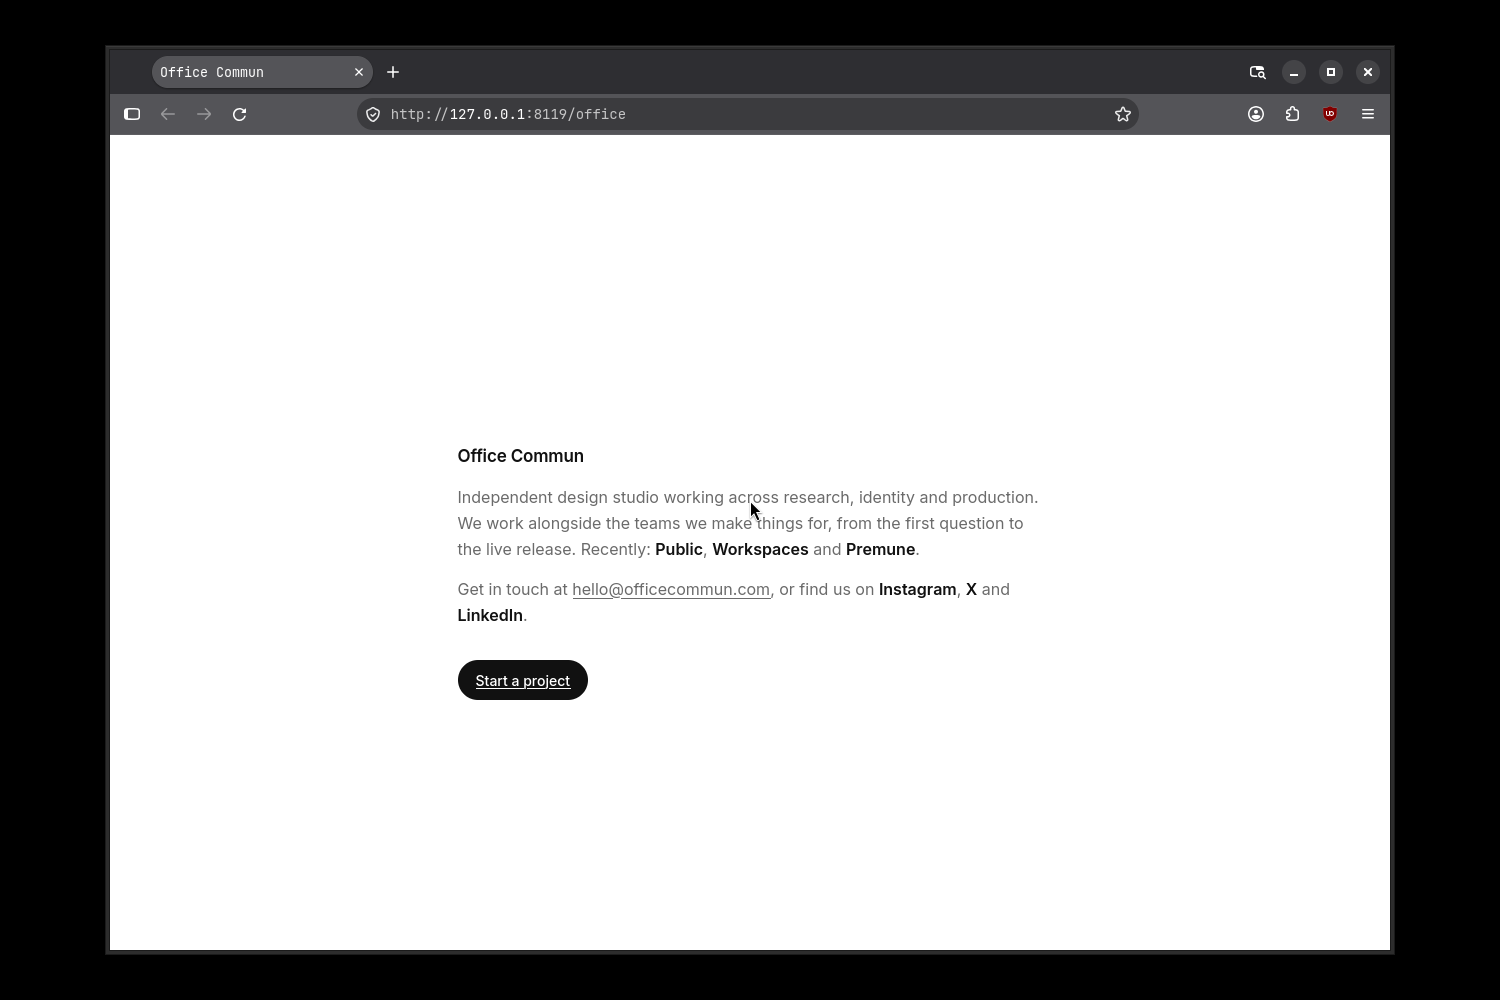 Office Commun
http://127.0.0.1:8119/office
Office Commun
Independent design studio working across research, identity and production.
We work alongside the teams we make things for, from the first question to
the live release. Recently: Public, Workspaces and Premune.
Get in touch at hello@officecommun.com, or find us on Instagram, X and
LinkedIn.
Start a project